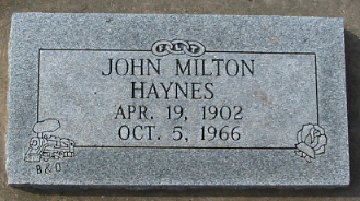 F L T
JOHN MILTON
HAYNES
APR. 19, 1902
OCT. 5, 1966
B & O